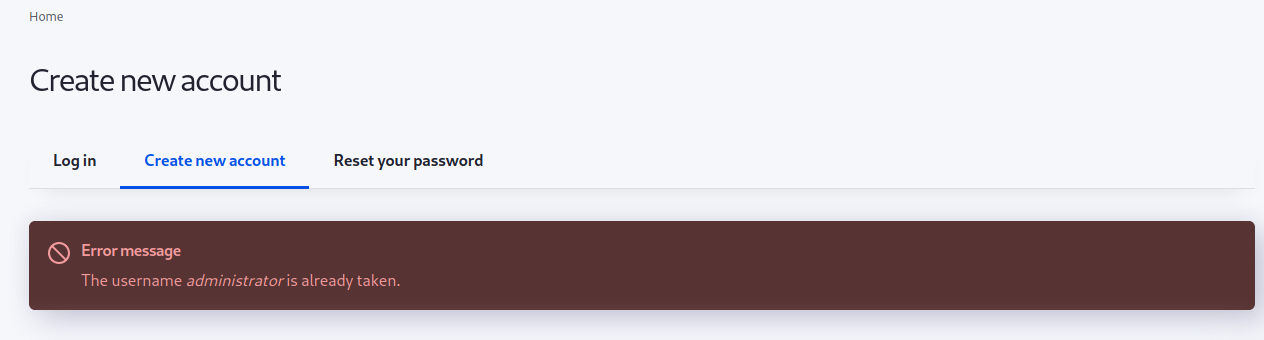 Home
Create new account
Log in Create new account Reset your password
Error message
The username administrator is already taken.